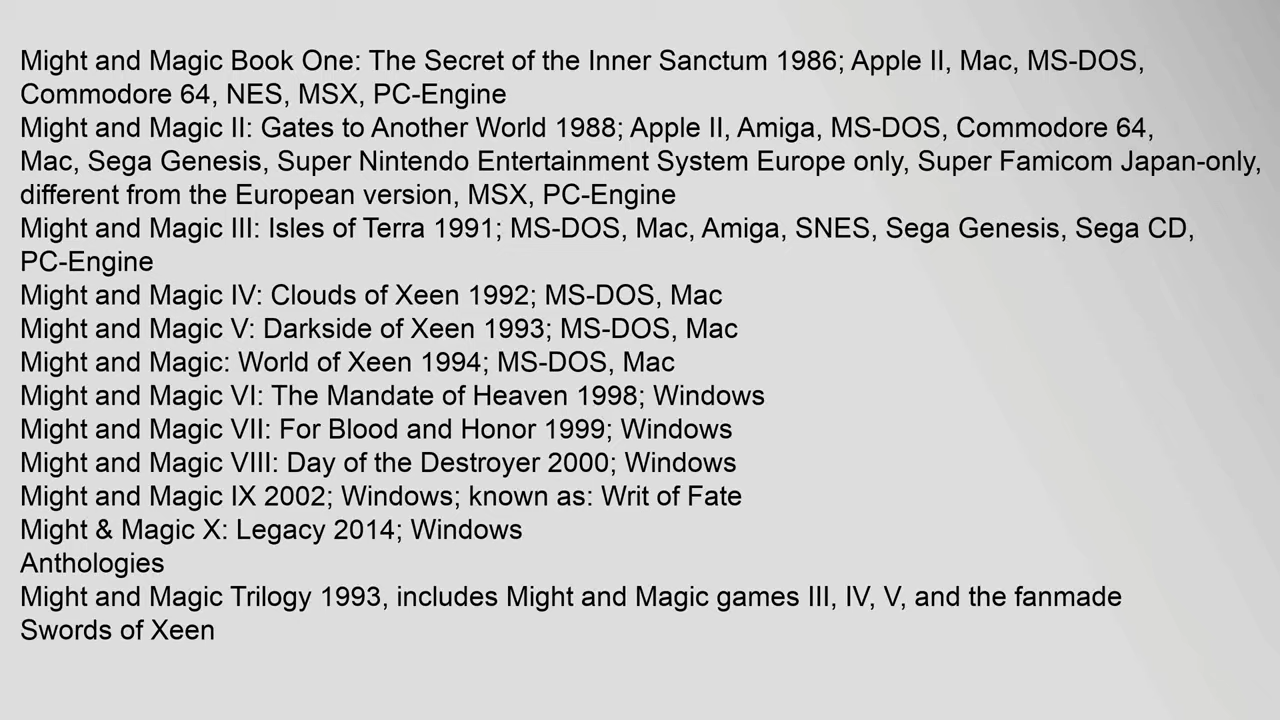 Might and Magic Book One: The Secret of the Inner Sanctum 1986; Apple II, Mac, MS-DOS,
Commodore 64, NES, MSX, PC-Engine
Might and Magic II: Gates to Another World 1988; Apple II, Amiga, MS-DOS, Commodore 64,
Mac, Sega Genesis, Super Nintendo Entertainment System Europe only, Super Famicom Japan-only,
different from the European version, MSX, PC-Engine
Might and Magic III: Isles of Terra 1991; MS-DOS, Mac, Amiga, SNES, Sega Genesis, Sega CD,
PC-Engine
Might and Magic IV: Clouds of Xeen 1992; MS-DOS, Mac
Might and Magic V: Darkside of Xeen 1993; MS-DOS, Mac
Might and Magic: World of Xeen 1994; MS-DOS, Mac
Might and Magic VI: The Mandate of Heaven 1998; Windows
Might and Magic VII: For Blood and Honor 1999; Windows
Might and Magic VIII: Day of the Destroyer 2000; Windows
Might and Magic IX 2002; Windows; known as: Writ of Fate
Might & Magic X: Legacy 2014; Windows
Anthologies
Might and Magic Trilogy 1993, includes Might and Magic games III, IV, V, and the fanmade
Swords of Xeen